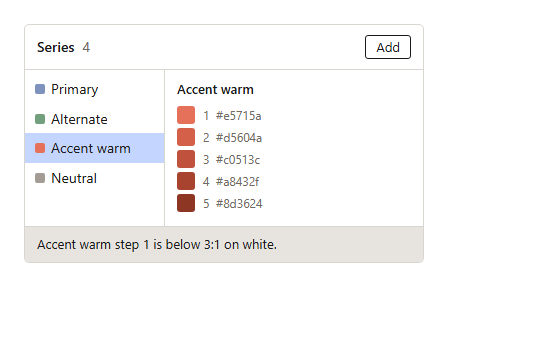 Series 4
Add
Primary
Alternate
Accent warm
Neutral
Accent warm
1 #e5715a
2 #d5604a
3 #c0513c
4 #a8432f
5 #8d3624
Accent warm step 1 is below 3:1 on white.